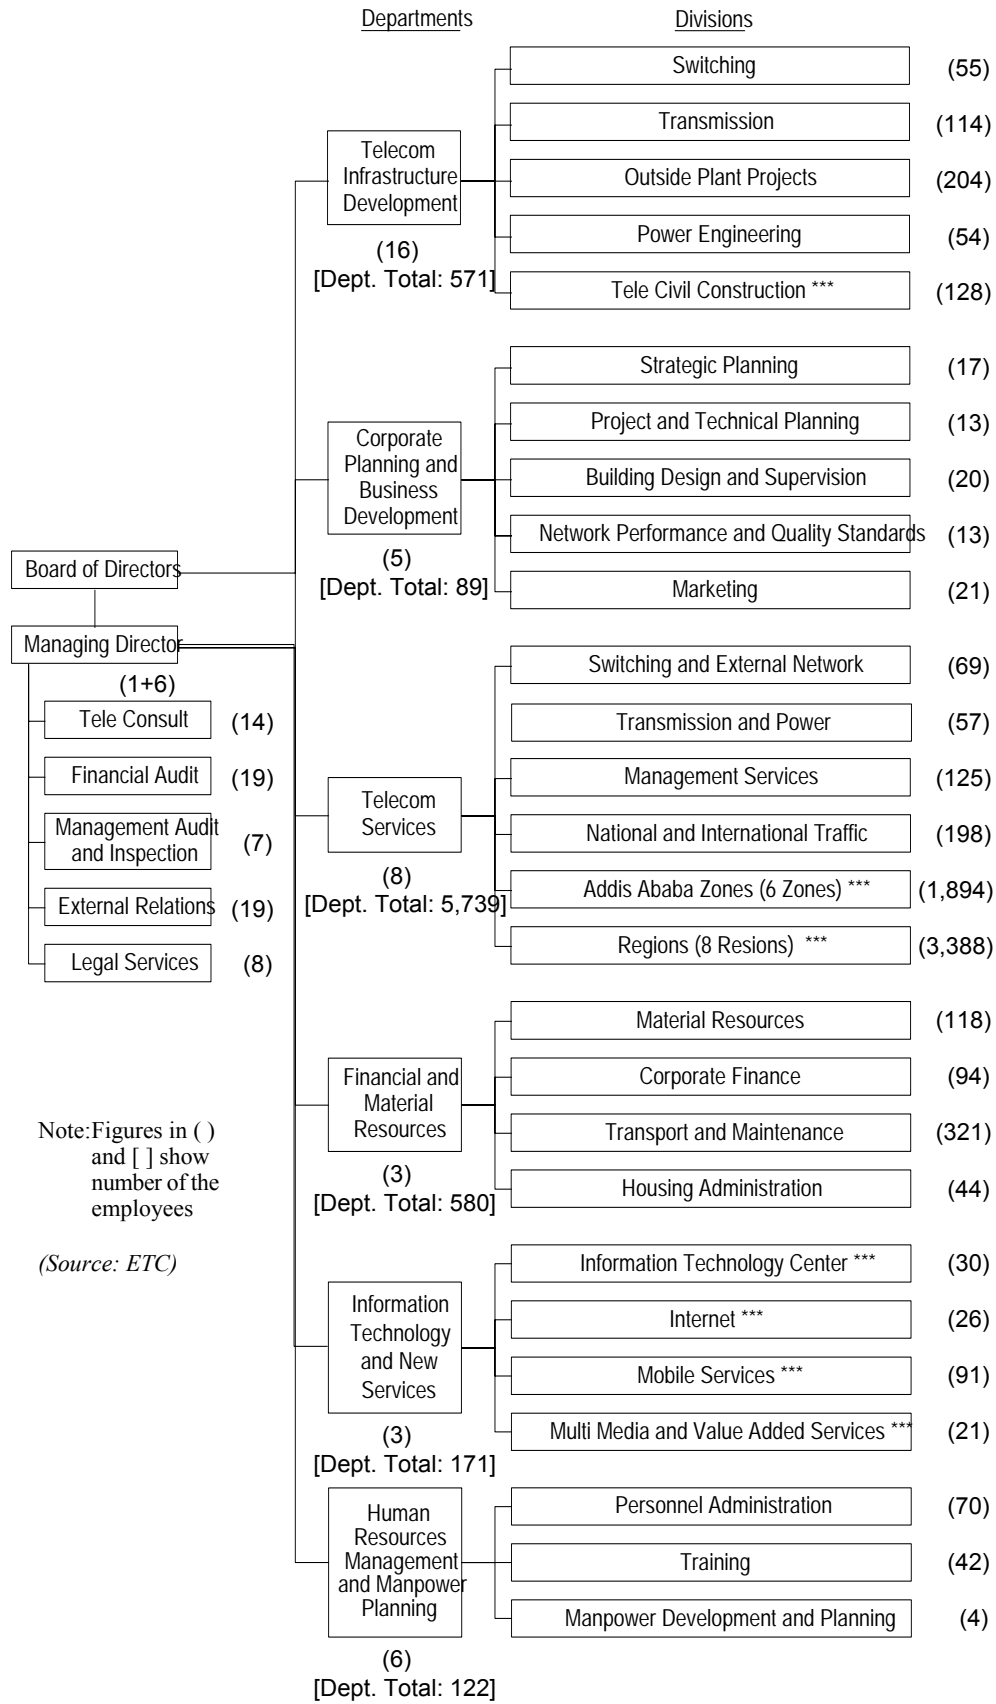 Departments
Divisions
Board of Directors
Managing Director
(1+6)
Tele Consult (14)
Financial Audit (19)
Management Audit
and Inspection (7)
External Relations (19)
Legal Services (8)
Note:Figures in ( )
and [ ] show
number of the
employees
(Source: ETC)
Telecom
Infrastructure
Development
(16)
[Dept. Total: 571]
Switching (55)
Transmission (114)
Outside Plant Projects (204)
Power Engineering (54)
Tele Civil Construction *** (128)
Corporate
Planning and
Business
Development
(5)
[Dept. Total: 89]
Strategic Planning (17)
Project and Technical Planning (13)
Building Design and Supervision (20)
Network Performance and Quality Standards (13)
Marketing (21)
Telecom
Services
(8)
[Dept. Total: 5,739]
Switching and External Network (69)
Transmission and Power (57)
Management Services (125)
National and International Traffic (198)
Addis Ababa Zones (6 Zones) *** (1,894)
Regions (8 Resions) *** (3,388)
Financial and
Material
Resources
(3)
[Dept. Total: 580]
Material Resources (118)
Corporate Finance (94)
Transport and Maintenance (321)
Housing Administration (44)
Information
Technology
and New
Services
(3)
[Dept. Total: 171]
Information Technology Center *** (30)
Internet *** (26)
Mobile Services *** (91)
Multi Media and Value Added Services *** (21)
Human
Resources
Management
and Manpower
Planning
(6)
[Dept. Total: 122]
Personnel Administration (70)
Training (42)
Manpower Development and Planning (4)